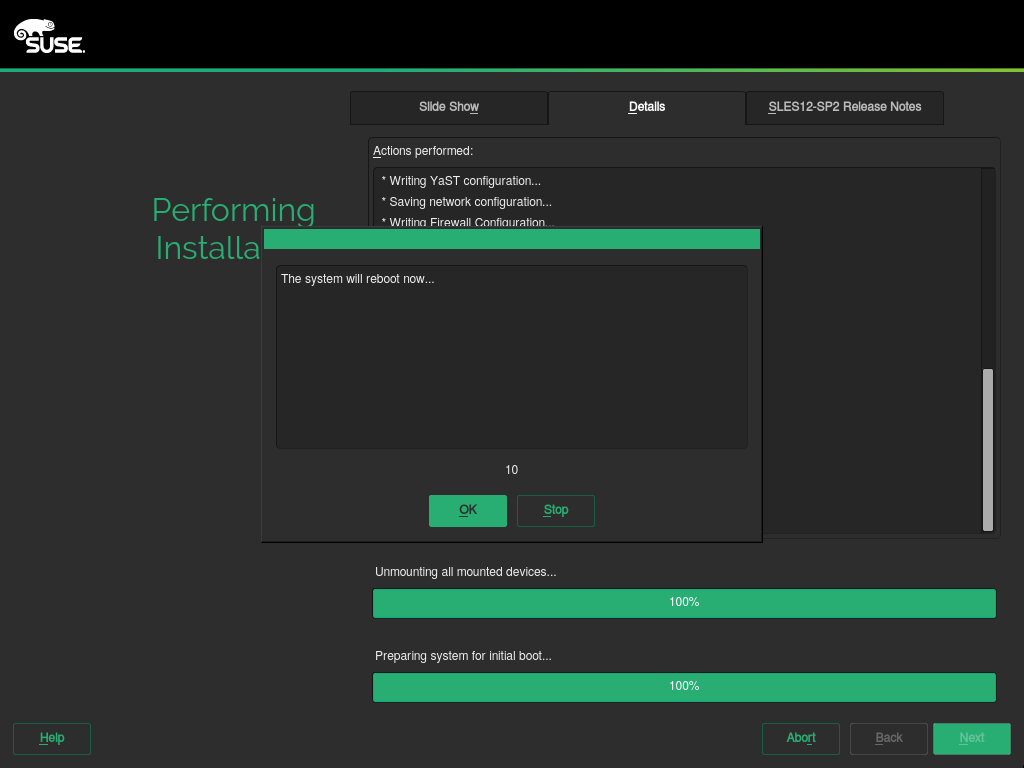 SUSE.
Slide Show
Details
SLES12-SP2 Release Notes
Actions performed:
* Writing YaST configuration...
* Saving network configuration...
* Writing Firewall Configuration...
Performing
Installa
The system will reboot now...
10
OK
Stop
Unmounting all mounted devices...
100%
Preparing system for initial boot...
100%
Help
Abort
Back
Next